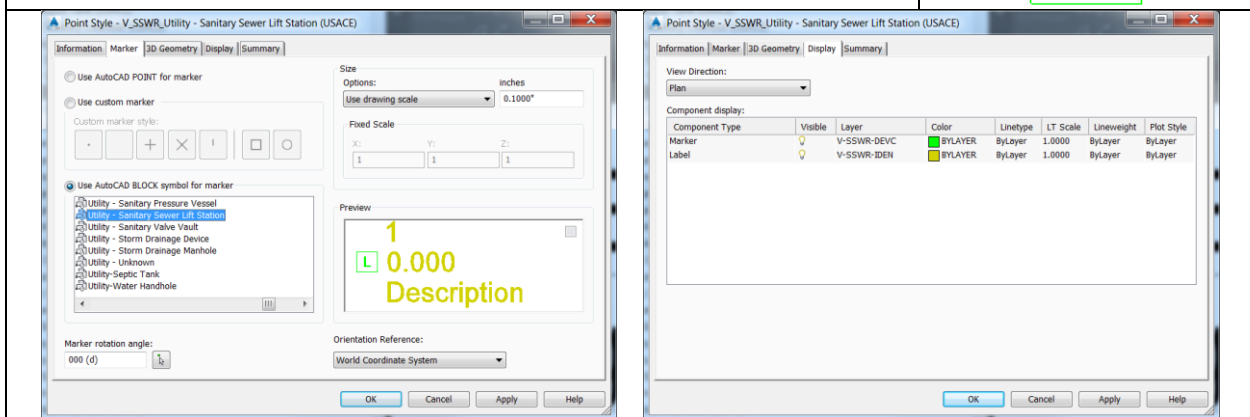 Point Style - V_SSWR_Utility - Sanitary Sewer Lift Station (USACE)
Information Marker 3D Geometry Display Summary
Use AutoCAD POINT for marker
Use custom marker
Custom marker style:
Use AutoCAD BLOCK symbol for marker
Utility - Sanitary Pressure Vessel
Utility - Sanitary Sewer Lift Station
Utility - Sanitary Valve Vault
Utility - Storm Drainage Device
Utility - Storm Drainage Manhole
Utility - Unknown
Utility-Septic Tank
Utility-Water Handhole
Marker rotation angle:
000 (d)
Size
Options: inches
Use drawing scale 0.1000"
Fixed Scale
X: Y: Z:
1 1 1
Preview
1
L 0.000
Description
Orientation Reference:
World Coordinate System
OK Cancel Apply Help
Point Style - V_SSWR_Utility - Sanitary Sewer Lift Station (USACE)
Information Marker 3D Geometry Display Summary
View Direction:
Plan
Component display:
Component Type Visible Layer Color Linetype LT Scale Lineweight Plot Style
Marker V-SSWR-DEVC BYLAYER ByLayer 1.0000 ByLayer ByLayer
Label V-SSWR-IDEN BYLAYER ByLayer 1.0000 ByLayer ByLayer
OK Cancel Apply Help